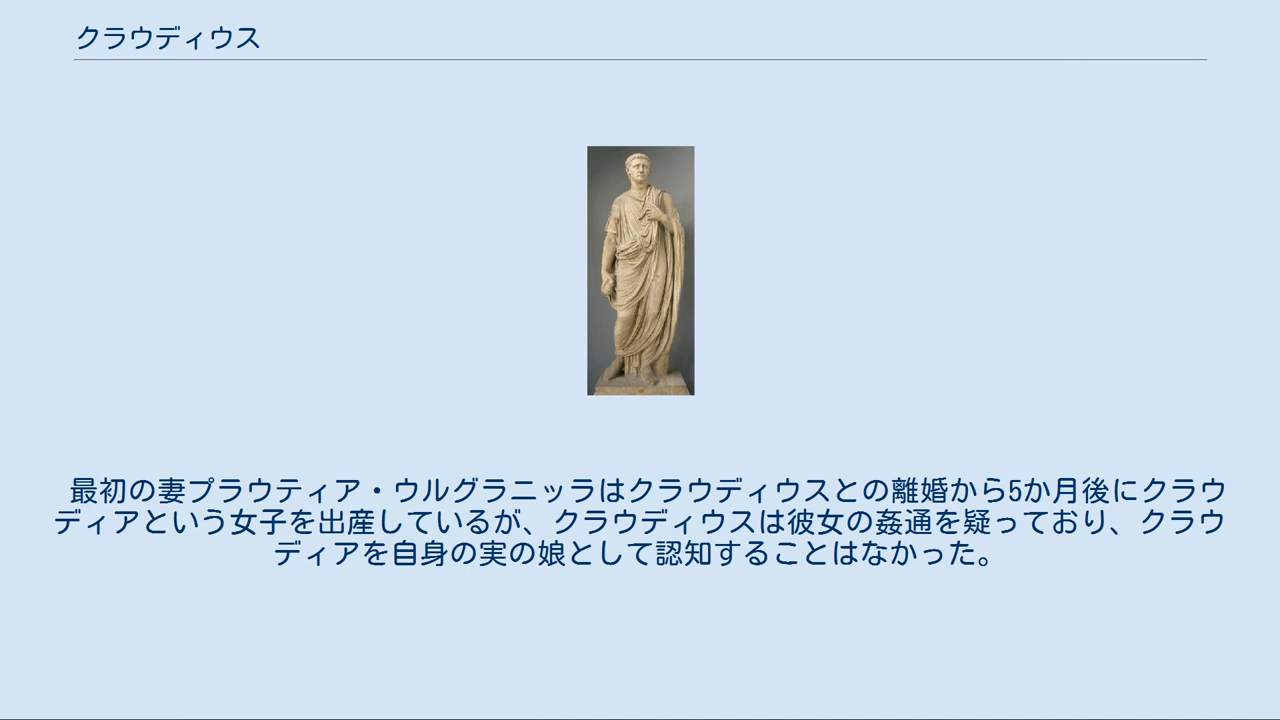 クラウディウス
最初の妻プラウティア・ウルグラニッラはクラウディウスとの離婚から5か月後にクラウ
ディアという女子を出産しているが、クラウディウスは彼女の姦通を疑っており、クラウ
ディアを自身の実の娘として認知することはなかった。